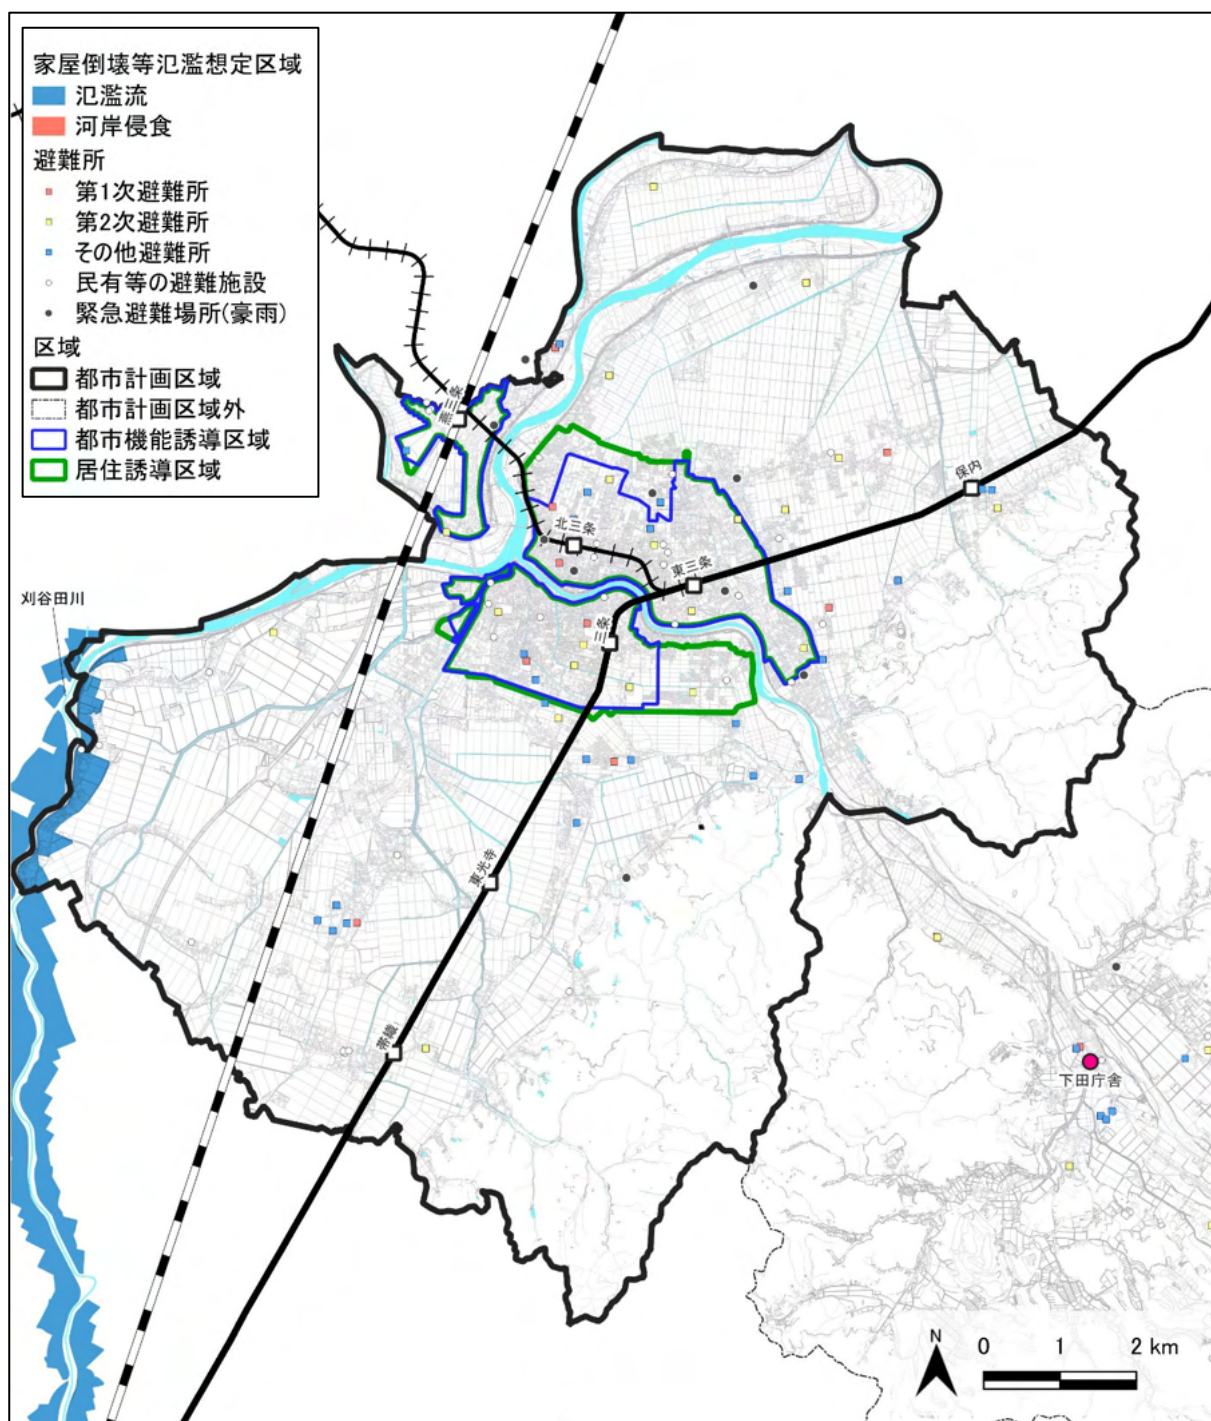 家屋倒壊等氾濫想定区域
氾濫流
河岸侵食
避難所
第1次避難所
第2次避難所
その他避難所
民有等の避難施設
緊急避難場所(豪雨)
区域
都市計画区域
都市計画区域外
都市機能誘導区域
居住誘導区域
燕三条
保内
北三条
東三条
刈谷田川
三条
東光寺
帯織
下田庁舎
N
0 1 2 km